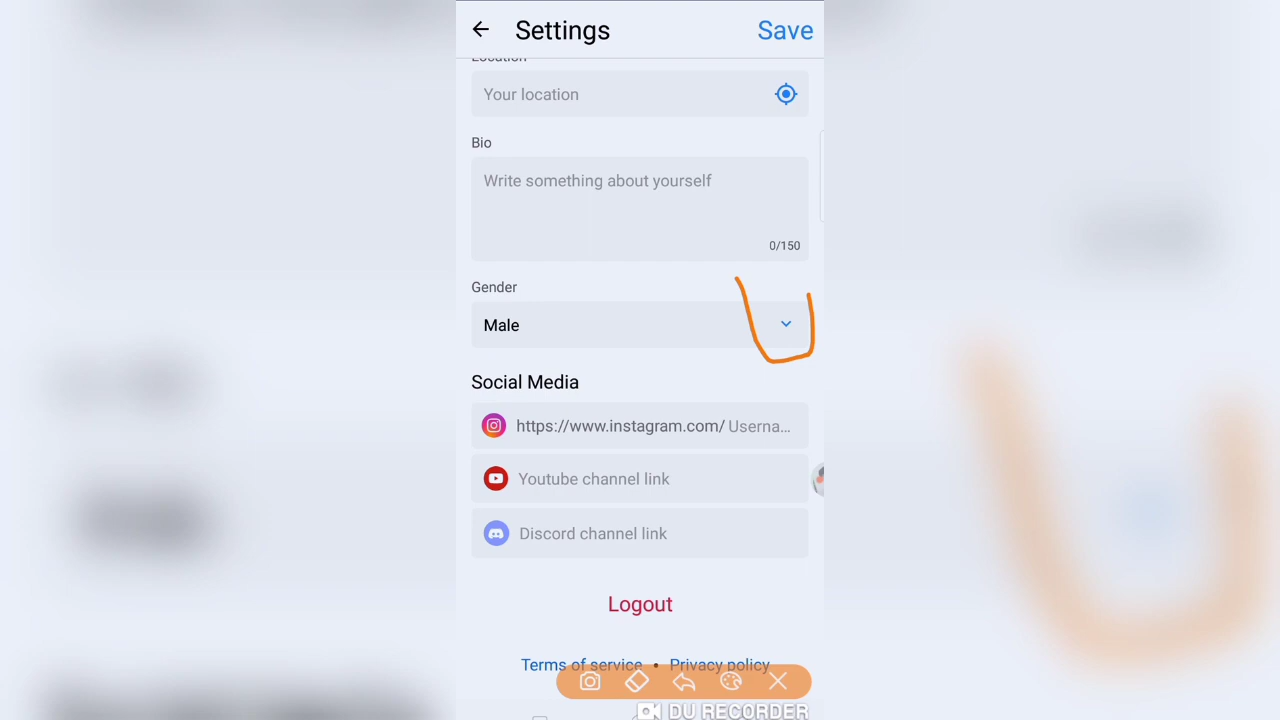 Settings
Save
Location
Your location
Bio
Write something about yourself
0/150
Gender
Male
Social Media
https://www.instagram.com/ Userna...
Youtube channel link
Discord channel link
Logout
Terms of service • Privacy policy
DU RECORDER